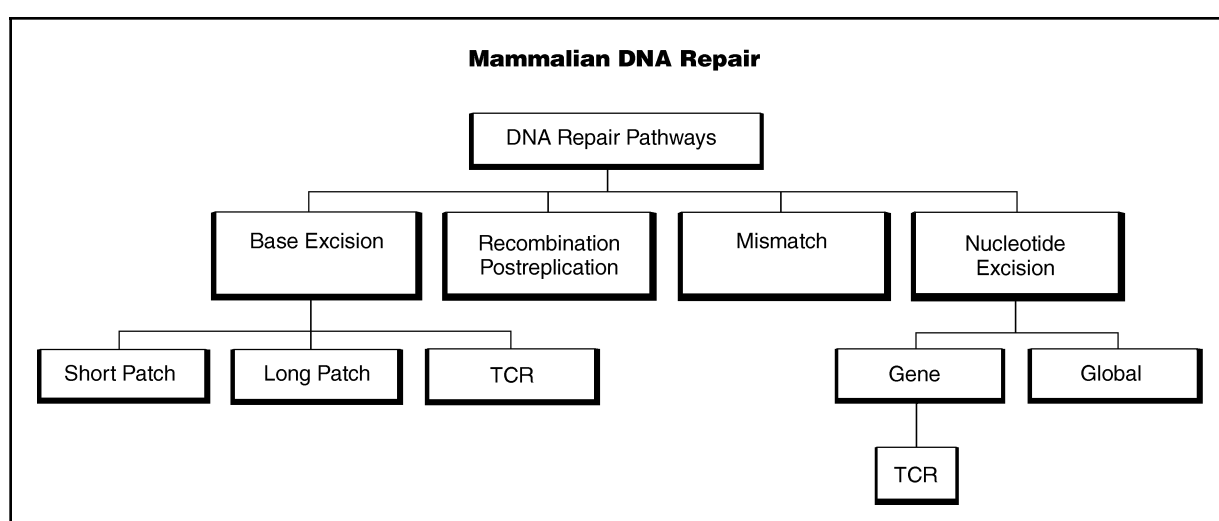 Mammalian DNA Repair
DNA Repair Pathways
Base Excision
Recombination
Postreplication
Mismatch
Nucleotide
Excision
Short Patch
Long Patch
TCR
Gene
Global
TCR